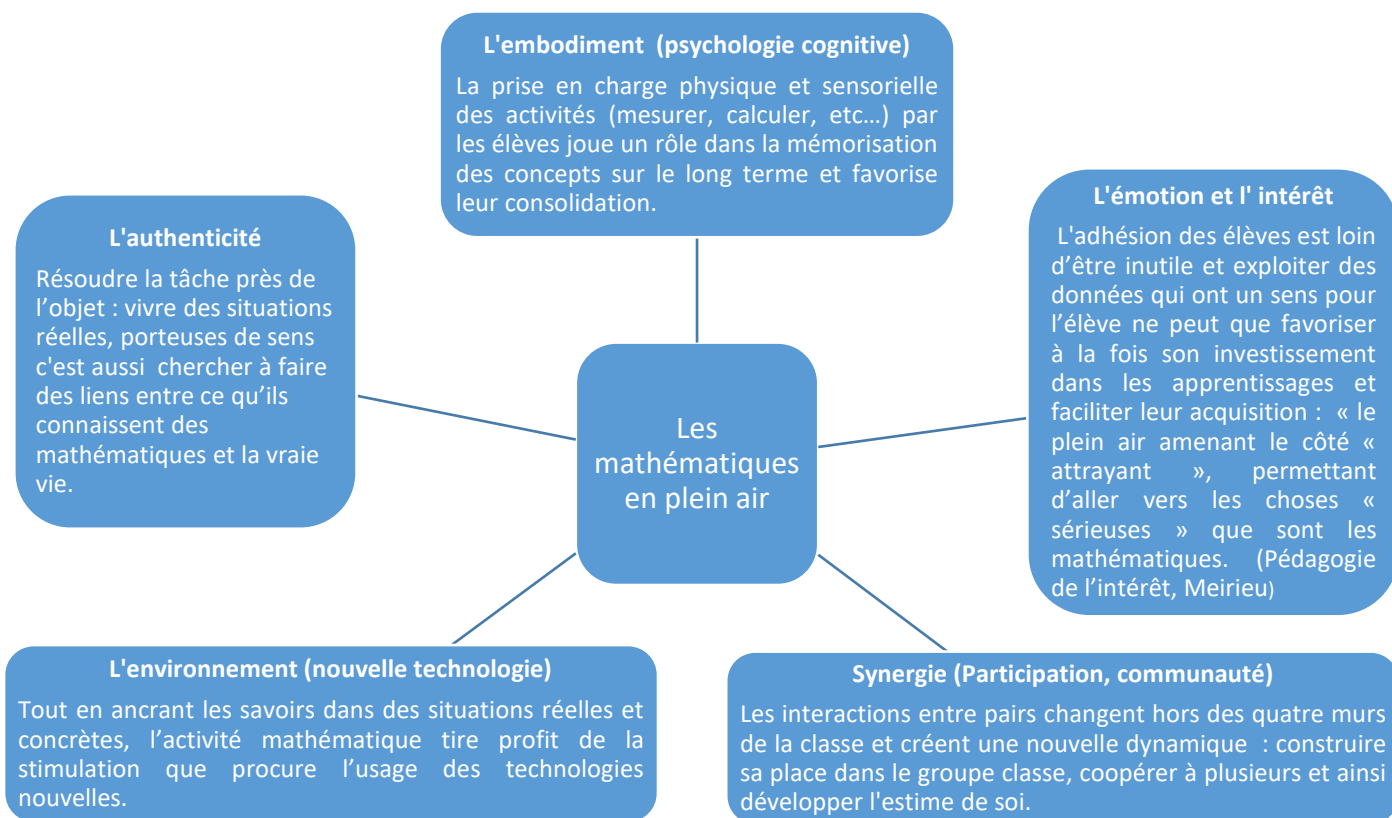 L'embodiment (psychologie cognitive)
La prise en charge physique et sensorielle
des activités (mesurer, calculer, etc…) par
les élèves joue un rôle dans la mémorisation
des concepts sur le long terme et favorise
leur consolidation.
L'authenticité
Résoudre la tâche près de
l’objet : vivre des situations
réelles, porteuses de sens
c'est aussi chercher à faire
des liens entre ce qu’ils
connaissent des
mathématiques et la vraie
vie.
L'émotion et l' intérêt
L'adhésion des élèves est loin
d’être inutile et exploiter des
données qui ont un sens pour
l’élève ne peut que favoriser
à la fois son investissement
dans les apprentissages et
faciliter leur acquisition : « le
plein air amenant le côté «
attrayant », permettant
d’aller vers les choses «
sérieuses » que sont les
mathématiques. (Pédagogie
de l’intérêt, Meirieu)
Les
mathématiques
en plein air
L'environnement (nouvelle technologie)
Tout en ancrant les savoirs dans des situations réelles et
concrètes, l’activité mathématique tire profit de la
stimulation que procure l’usage des technologies
nouvelles.
Synergie (Participation, communauté)
Les interactions entre pairs changent hors des quatre murs
de la classe et créent une nouvelle dynamique : construire
sa place dans le groupe classe, coopérer à plusieurs et ainsi
développer l'estime de soi.